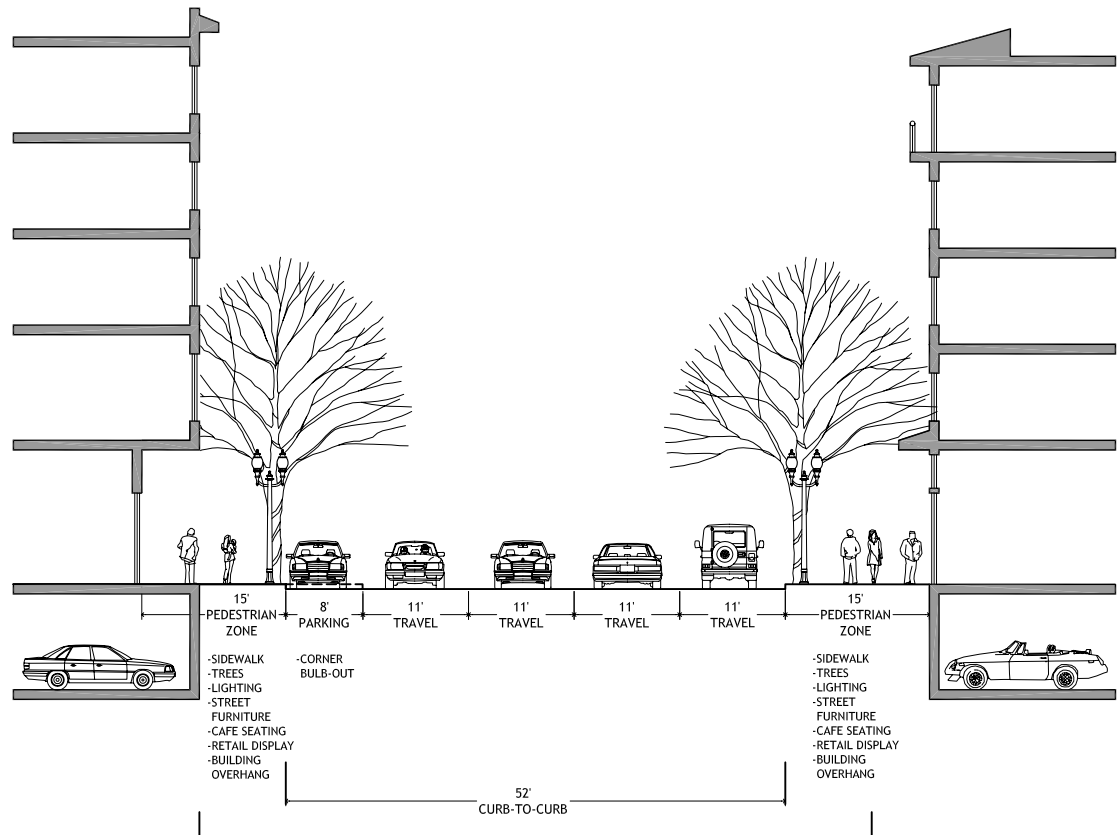 15'
PEDESTRIAN
ZONE
8'
PARKING
11'
TRAVEL
11'
TRAVEL
11'
TRAVEL
11'
TRAVEL
15'
PEDESTRIAN
ZONE
-SIDEWALK
-TREES
-LIGHTING
-STREET
FURNITURE
-CAFE SEATING
-RETAIL DISPLAY
-BUILDING
OVERHANG
-CORNER
BULB-OUT
-SIDEWALK
-TREES
-LIGHTING
-STREET
FURNITURE
-CAFE SEATING
-RETAIL DISPLAY
-BUILDING
OVERHANG
52'
CURB-TO-CURB